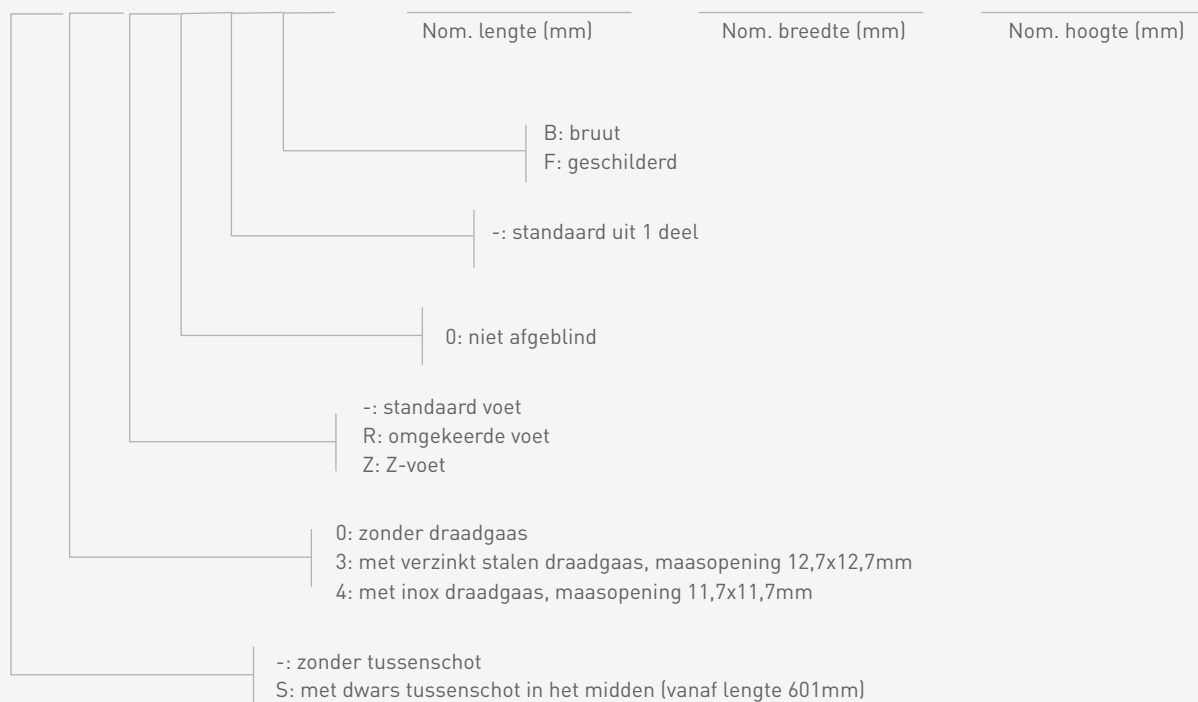 Nom. lengte (mm) Nom. breedte (mm) Nom. hoogte (mm)
B: bruut
F: geschilderd
-: standaard uit 1 deel
0: niet afgeblind
-: standaard voet
R: omgekeerde voet
Z: Z-voet
0: zonder draadgaas
3: met verzinkt stalen draadgaas, maasopening 12,7x12,7mm
4: met inox draadgaas, maasopening 11,7x11,7mm
-: zonder tussenschot
S: met dwars tussenschot in het midden (vanaf lengte 601mm)